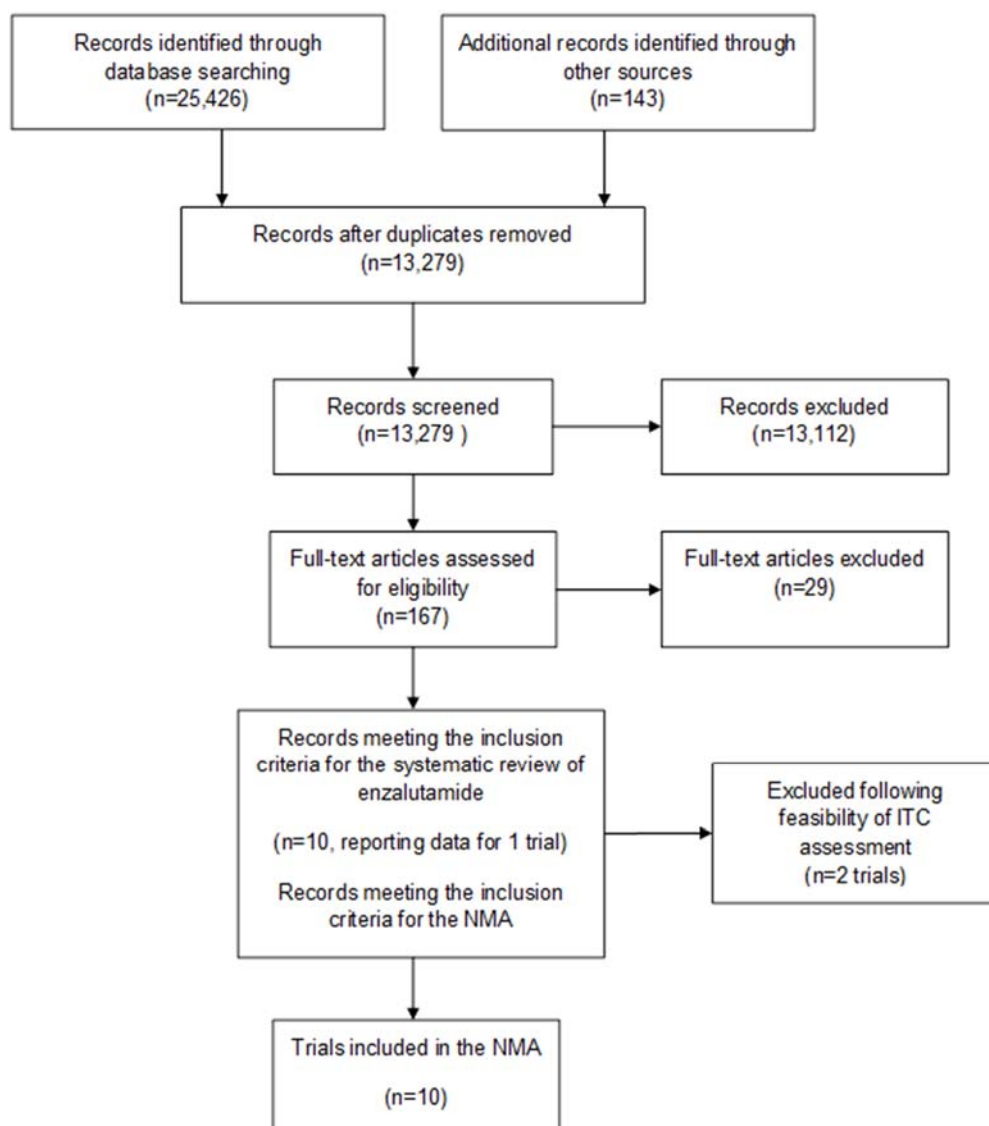 Records identified through
database searching
(n=25,426)
Additional records identified through
other sources
(n=143)
Records after duplicates removed
(n=13,279)
Records screened
(n=13,279 )
Records excluded
(n=13,112)
Full-text articles assessed
for eligibility
(n=167)
Full-text articles excluded
(n=29)
Records meeting the inclusion
criteria for the systematic review of
enzalutamide
(n=10, reporting data for 1 trial)
Records meeting the inclusion
criteria for the NMA
Excluded following
feasibility of ITC
assessment
(n=2 trials)
Trials included in the NMA
(n=10)